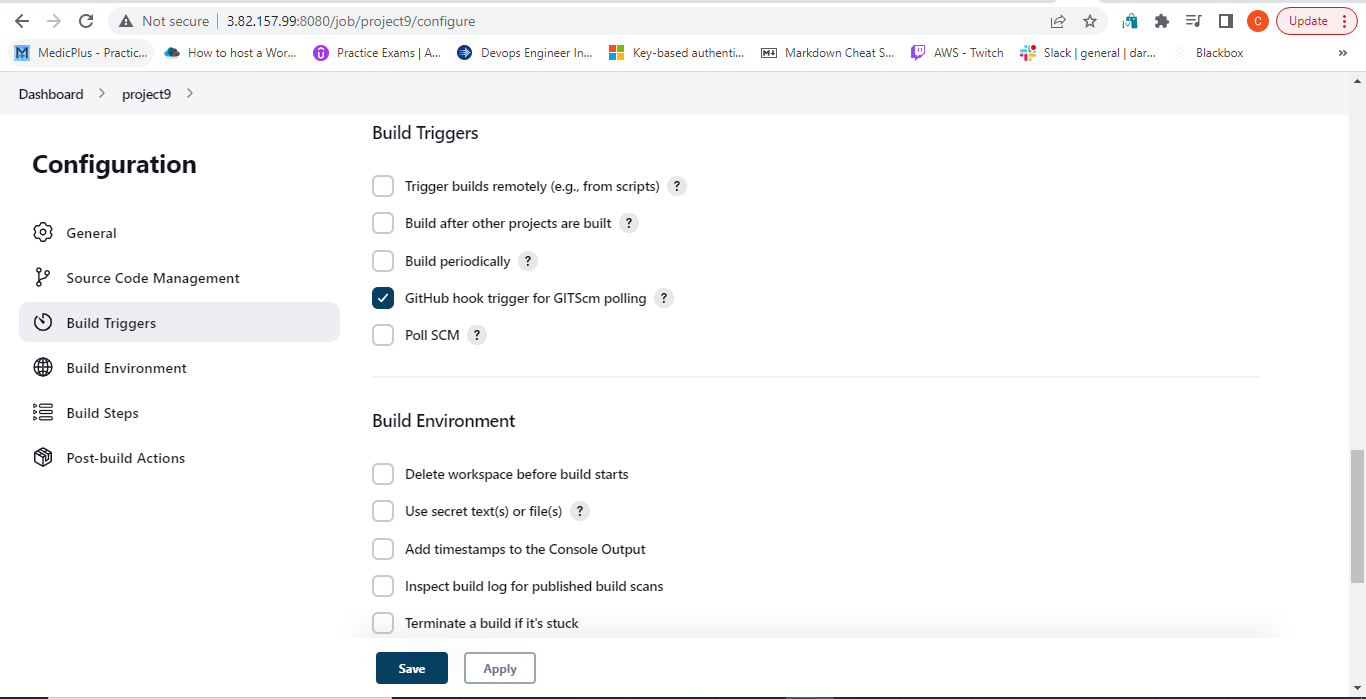 Not secure | 3.82.157.99:8080/job/project9/configure
C
Update
MedicPlus - Practic...
How to host a Wor...
Practice Exams | A...
Devops Engineer In...
Key-based authenti...
Markdown Cheat S...
AWS - Twitch
Slack | general | dar...
Blackbox
»
Dashboard > project9 >
Configuration
General
Source Code Management
Build Triggers
Build Environment
Build Steps
Post-build Actions
Build Triggers
Trigger builds remotely (e.g., from scripts) ?
Build after other projects are built ?
Build periodically ?
GitHub hook trigger for GITScm polling ?
Poll SCM ?
Build Environment
Delete workspace before build starts
Use secret text(s) or file(s) ?
Add timestamps to the Console Output
Inspect build log for published build scans
Terminate a build if it's stuck
Save
Apply